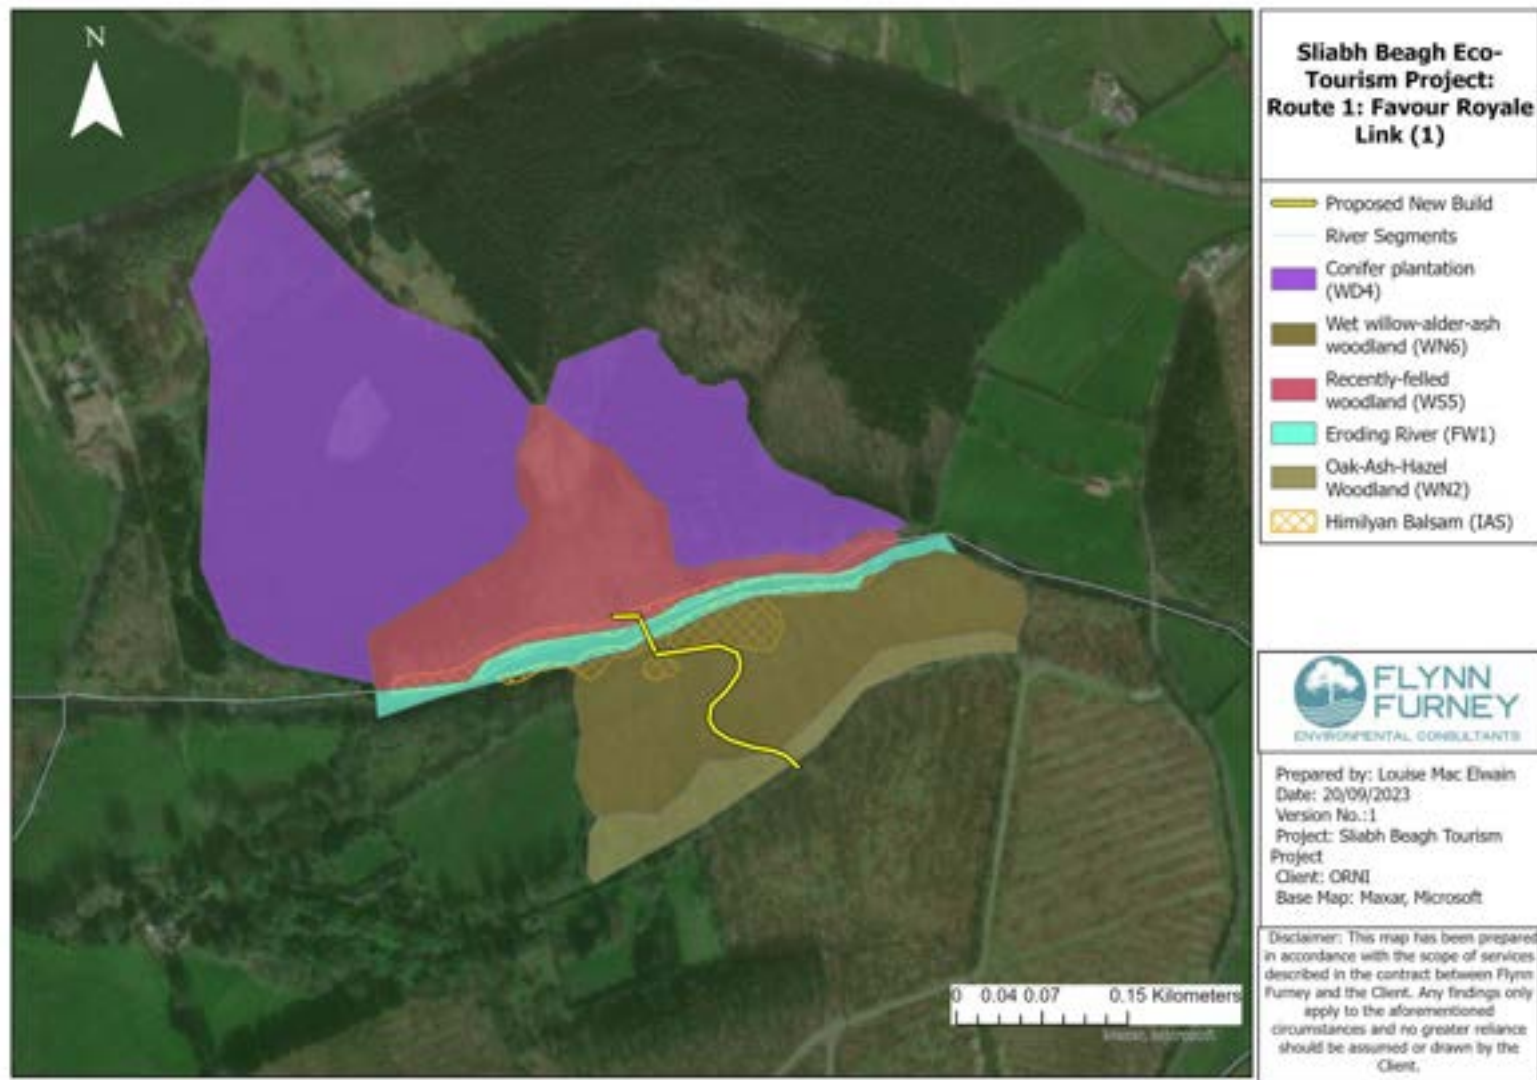 N
Sliabh Beagh Eco-
Tourism Project:
Route 1: Favour Royale
Link (1)
Proposed New Build
River Segments
Conifer plantation
(WD4)
Wet willow-alder-ash
woodland (WN6)
Recently-felled
woodland (WS5)
Eroding River (FW1)
Oak-Ash-Hazel
Woodland (WN2)
Himilyan Balsam (IAS)
FLYNN
FURNEY
ENVIRONMENTAL CONSULTANTS
Prepared by: Louise Mac Elwain
Date: 20/09/2023
Version No.:1
Project: Sliabh Beagh Tourism
Project
Client: ORNI
Base Map: Maxar, Microsoft
Disclaimer: This map has been prepared
in accordance with the scope of services
described in the contract between Flynn
Furney and the Client. Any findings only
apply to the aforementioned
circumstances and no greater reliance
should be assumed or drawn by the
Client.
0 0.04 0.07 0.15 Kilometers